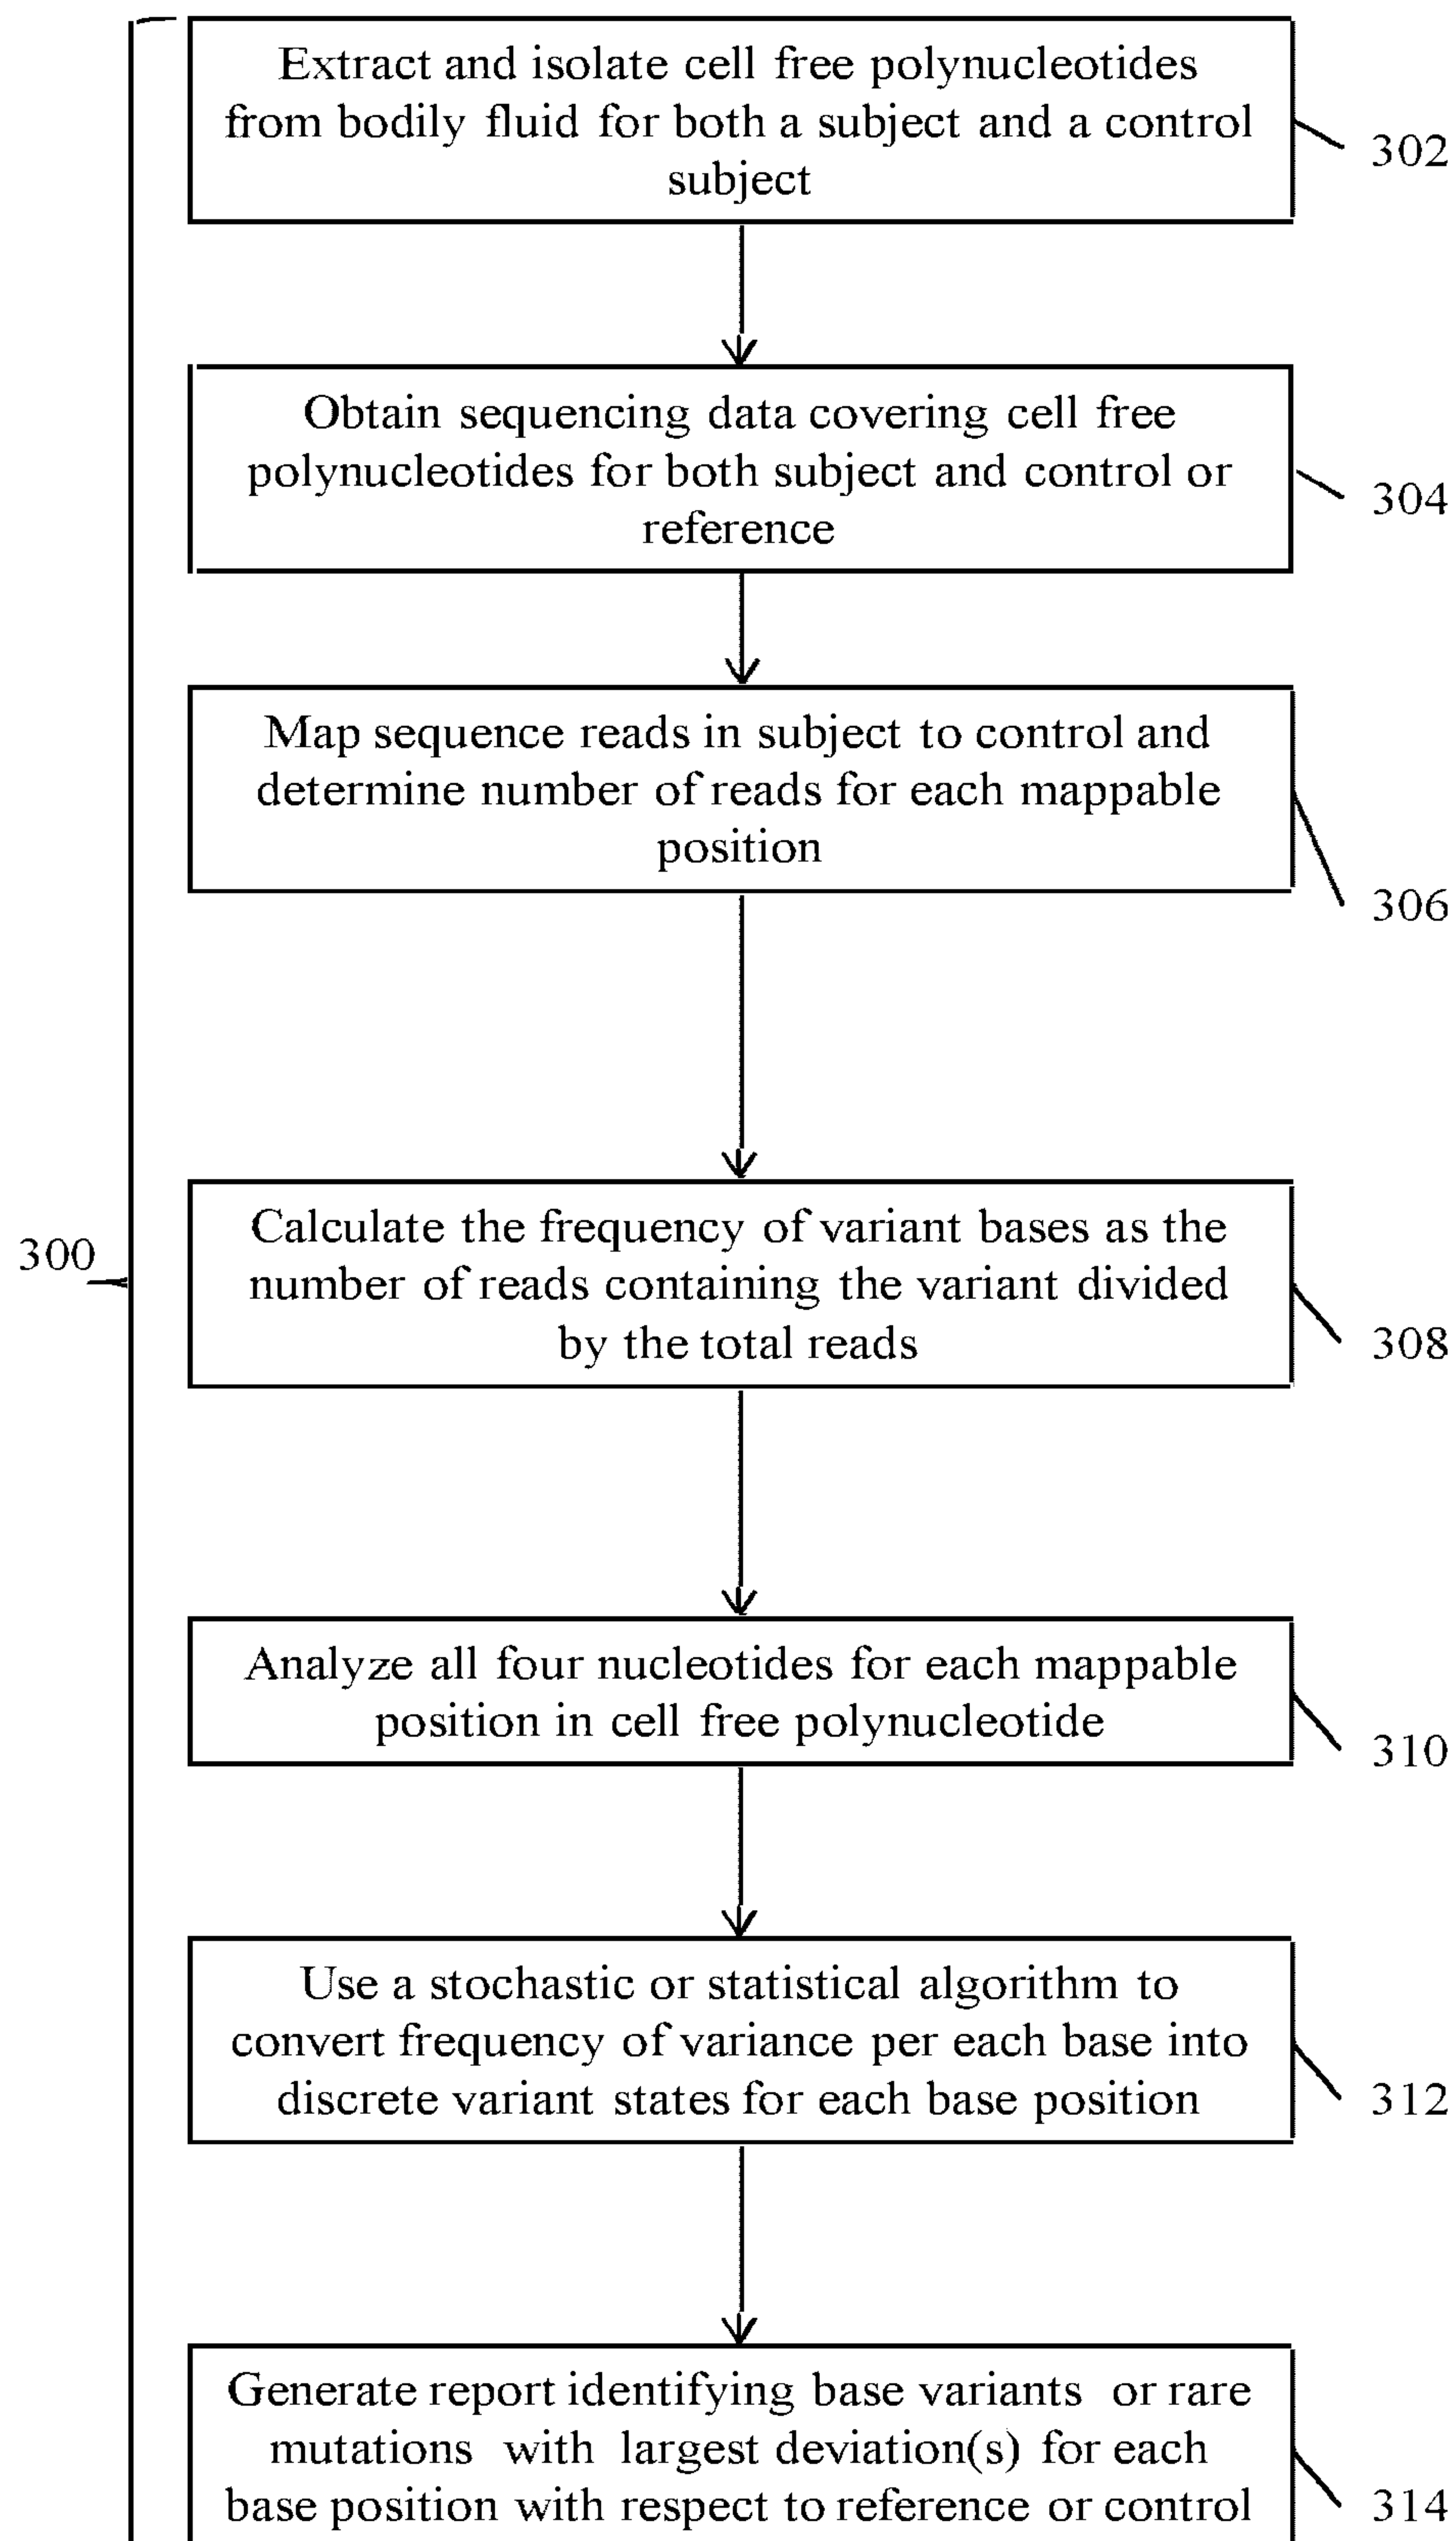 Extract and isolate cell free polynucleotides
from bodily fluid for both a subject and a control
subject
302
Obtain sequencing data covering cell free
polynucleotides for both subject and control or
reference
304
Map sequence reads in subject to control and
determine number of reads for each mappable
position
306
300
Calculate the frequency of variant bases as the
number of reads containing the variant divided
by the total reads
308
Analyze all four nucleotides for each mappable
position in cell free polynucleotide
310
Use a stochastic or statistical algorithm to
convert frequency of variance per each base into
discrete variant states for each base position
312
Generate report identifying base variants or rare
mutations with largest deviation(s) for each
base position with respect to reference or control
314